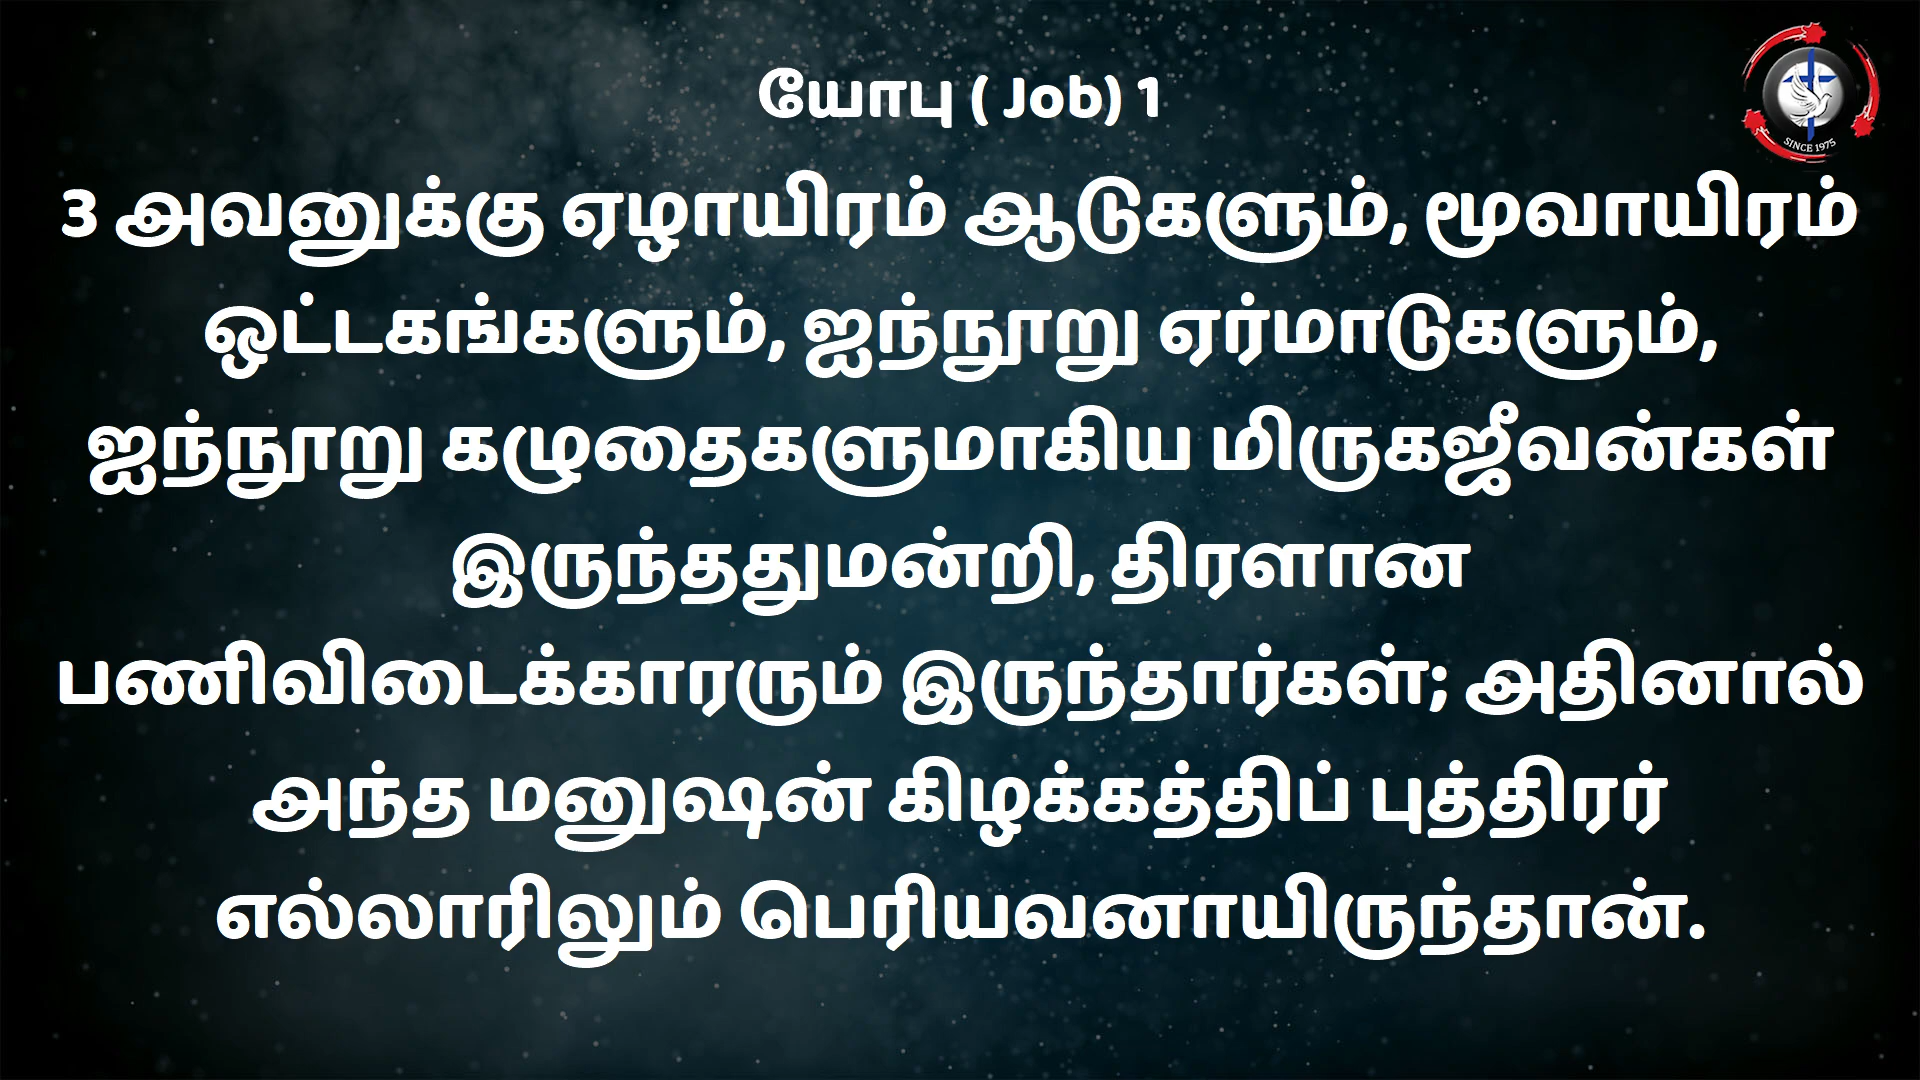 யோபு ( Job) 1
3 அவனுக்கு ஏழாயிரம் ஆடுகளும், மூவாயிரம்
ஒட்டகங்களும், ஐந்நூறு ஏர்மாடுகளும்,
ஐந்நூறு கழுதைகளுமாகிய மிருகஜீவன்கள்
இருந்ததுமன்றி, திரளான
பணிவிடைக்காரரும் இருந்தார்கள்; அதினால்
அந்த மனுஷன் கிழக்கத்திப் புத்திரர்
எல்லாரிலும் பெரியவனாயிருந்தான்.
SINCE 1975